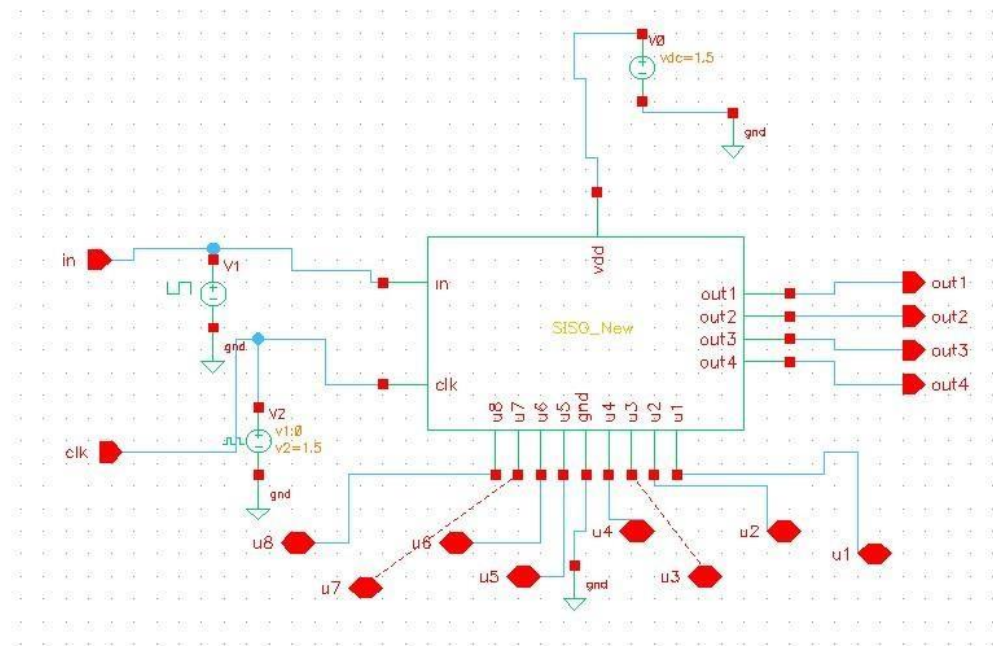 V0
vdc=1.5
gnd
vdd
in
V1
in
out1
out1
out2
out2
SISG_New
out3
out3
gnd
out4
out4
clk
V2
v1:0
v2=1.5
clk
u8
u7
u6
u5
gnd
u4
u3
u2
u1
gnd
u8
u6
u4
u2
u1
u7
u5
gnd
u3